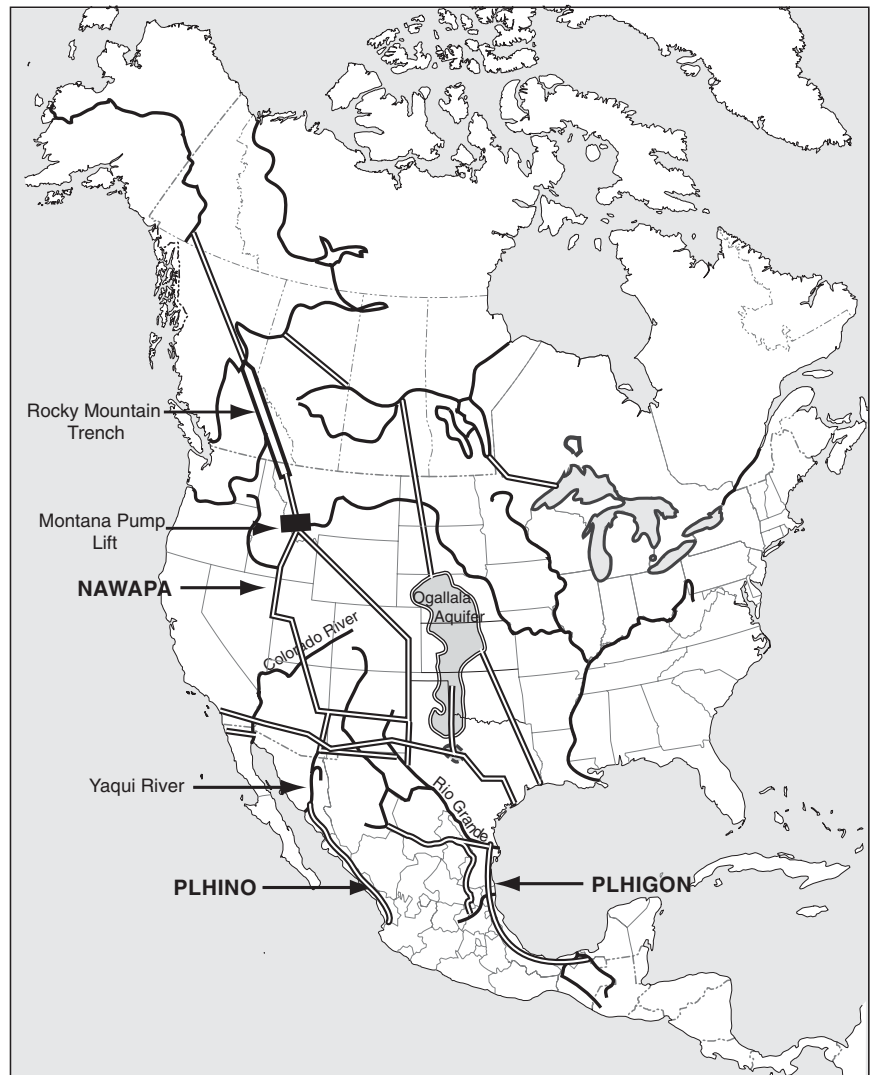 Rocky Mountain
Trench
Montana Pump
Lift
NAWAPA
Ogallala
Aquifer
Colorado River
Yaqui River
Rio Grande
PLHINO
PLHIGON